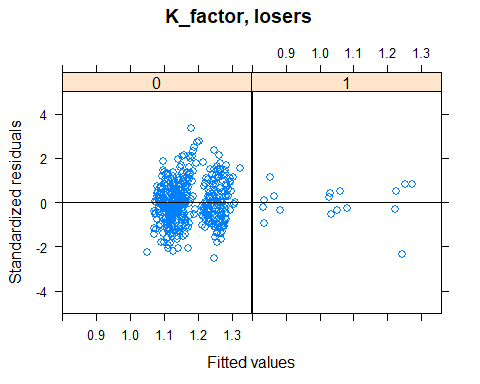 K_factor, losers
0.9 1.0 1.1 1.2 1.3
0 1
4
2
0
-2
-4
Standardized residuals
0.9 1.0 1.1 1.2 1.3
Fitted values